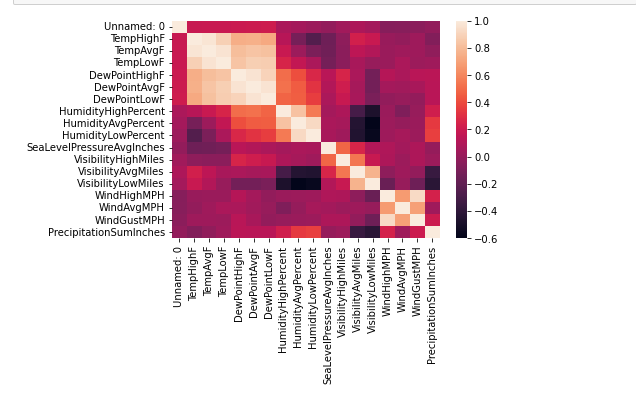 Unnamed: 0
TempHighF
TempAvgF
TempLowF
DewPointHighF
DewPointAvgF
DewPointLowF
HumidityHighPercent
HumidityAvgPercent
HumidityLowPercent
SeaLevelPressureAvgInches
VisibilityHighMiles
VisibilityAvgMiles
VisibilityLowMiles
WindHighMPH
WindAvgMPH
WindGustMPH
PrecipitationSumInches
Unnamed: 0
TempHighF
TempAvgF
TempLowF
DewPointHighF
DewPointAvgF
DewPointLowF
HumidityHighPercent
HumidityAvgPercent
HumidityLowPercent
SeaLevelPressureAvgInches
VisibilityHighMiles
VisibilityAvgMiles
VisibilityLowMiles
WindHighMPH
WindAvgMPH
WindGustMPH
PrecipitationSumInches
1.0
0.8
0.6
0.4
0.2
0.0
−0.2
−0.4
−0.6